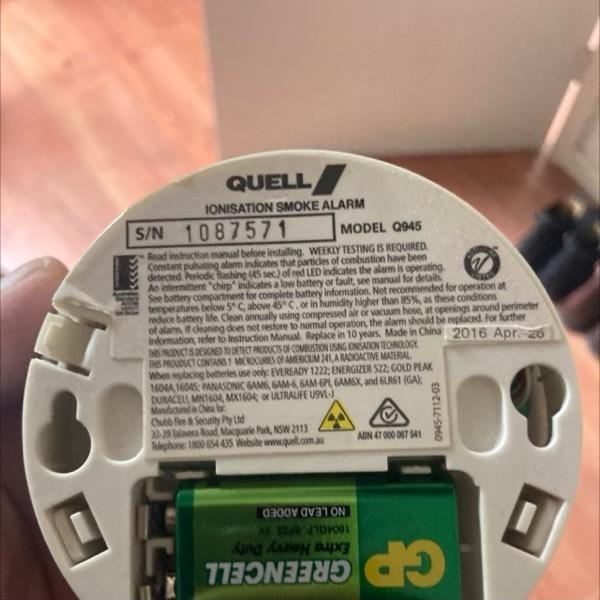 QUELL
IONISATION SMOKE ALARM
S/N 1087571 MODEL Q945
Read instruction manual before installing. WEEKLY TESTING IS REQUIRED.
Constant pulsating alarm indicates that particles of combustion have been
detected. Periodic flashing (45 sec.) of red LED indicates the alarm is operating.
An intermittent "chirp" indicates a low battery or fault, see manual for details.
See battery compartment for complete battery information. Not recommended for operation at
temperatures below 5° C, above 45° C, or in humidity higher than 85%, as these conditions
reduce battery life. Clean annually using compressed air or vacuum hose, at openings around perimeter
of alarm. If cleaning does not restore to normal operation, the alarm should be replaced. For further
information, refer to Instruction Manual. Replace in 10 years. Made in China
2016 Apr. 26
THIS PRODUCT IS DESIGNED TO DETECT PRODUCTS OF COMBUSTION USING IONISATION TECHNOLOGY.
THIS PRODUCT CONTAINS 1 MICROCURIES OF AMERICIUM 241, A RADIOACTIVE MATERIAL.
When replacing batteries use only: EVEREADY 1222; ENERGIZER 522; GOLD PEAK
1604A,1604S; PANASONIC 6AM6, 6AM-6, 6AM-6PI, 6AM6X, and 6LR61 (GA);
DURACELL MN1604, MX1604; or ULTRALIFE U9VL-J
Manufactured in China for:
Chubb Fire & Security Pty Ltd
33-39 Talavera Road, Macquarie Park, NSW 2113
Telephone: 1800 654 435 Website www.quell.com.au
ABN 47 000 067 541
0945-7112-03
GP
GREENCELL
Extra Heavy Duty
1604GLF 6F22 9V
NO LEAD ADDED